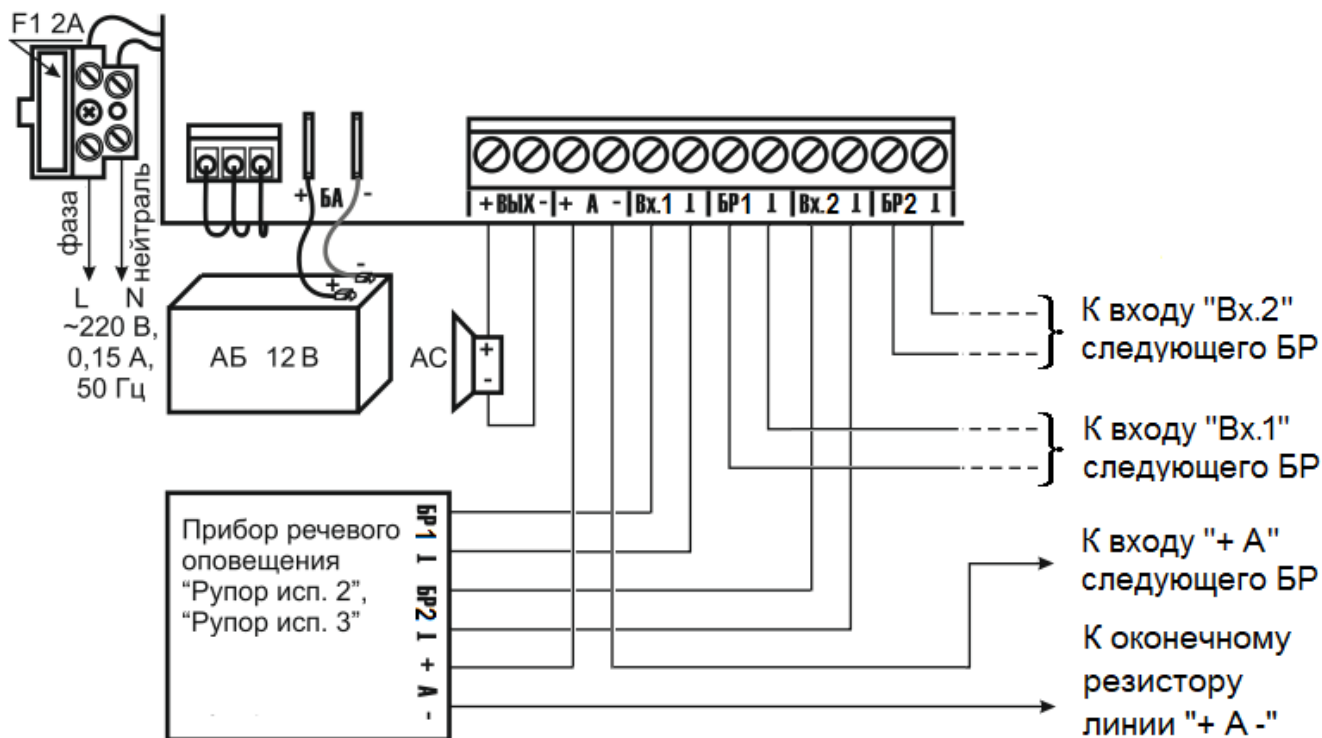 F1 2A
фаза
нейтраль
L N
~220 В,
0,15 А,
50 Гц
+ БА -
+ -
АБ 12 В
АС
+
-
+ ВЫХ - + А - Вх.1 ⊥ БР1 ⊥ Вх.2 ⊥ БР2 ⊥
К входу "Вх.2"
следующего БР
К входу "Вх.1"
следующего БР
К входу "+ А"
следующего БР
К оконечному
резистору
линии "+ А -"
Прибор речевого
оповещения
“Рупор исп. 2”,
“Рупор исп. 3”
БР1 ⊥ БР2 ⊥ + А -